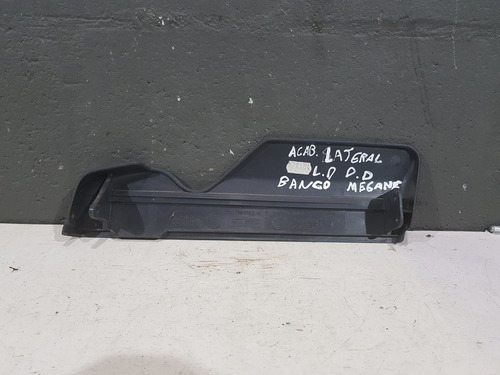 ACAB. LATERAL
L.D D.D
BANCO MEGANE